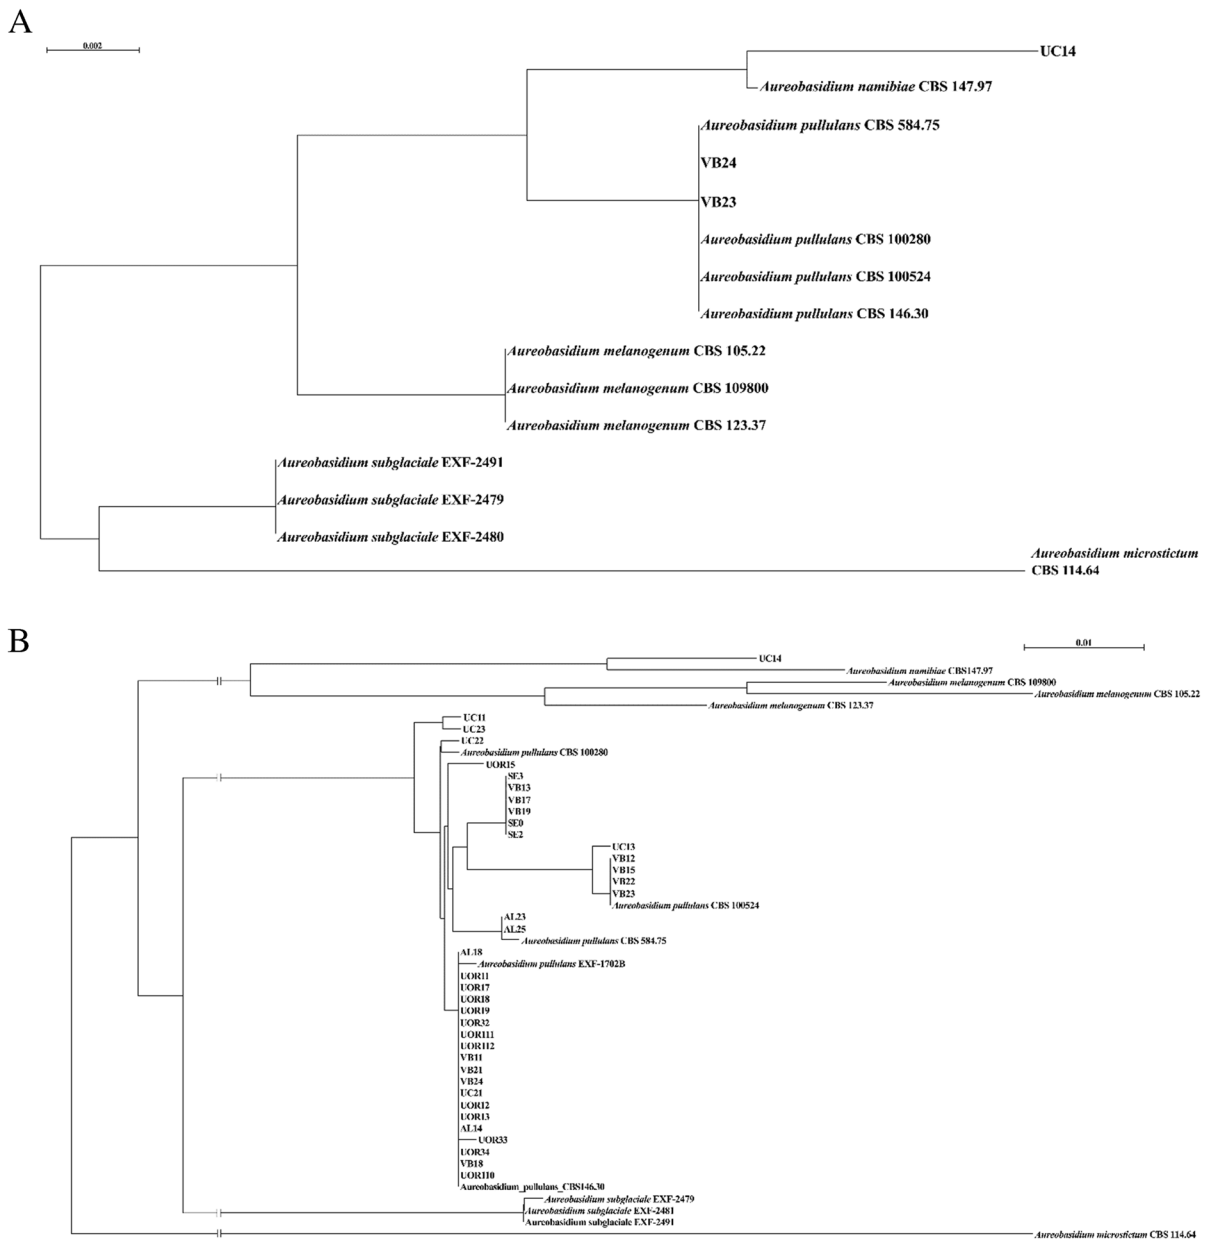 A
0.002
UC14
Aureobasidium namibiae CBS 147.97
Aureobasidium pullulans CBS 584.75
VB24
VB23
Aureobasidium pullulans CBS 100280
Aureobasidium pullulans CBS 100524
Aureobasidium pullulans CBS 146.30
Aureobasidium melanogenum CBS 105.22
Aureobasidium melanogenum CBS 109800
Aureobasidium melanogenum CBS 123.37
Aureobasidium subglaciale EXF-2491
Aureobasidium subglaciale EXF-2479
Aureobasidium subglaciale EXF-2480
Aureobasidium microstictum
CBS 114.64
B
0.01
UC14
Aureobasidium namibiae CBS147.97
Aureobasidium melanogenum CBS 109800
Aureobasidium melanogenum CBS 105.22
Aureobasidium melanogenum CBS 123.37
UC11
UC23
UC22
Aureobasidium pullulans CBS 100280
UOR15
SE3
VB13
VB17
VB19
SE0
SE2
UC13
VB12
VB15
VB22
VB23
Aureobasidium pullulans CBS 100524
AL23
AL25
Aureobasidium pullulans CBS 584.75
AL18
Aureobasidium pullulans EXF-1702B
UOR11
UOR17
UOR18
UOR19
UOR32
UOR111
UOR112
VB11
VB21
VB24
UC21
UOR12
UOR13
AL14
UOR33
UOR34
VB18
UOR110
Aureobasidium_pullulans_CBS146.30
Aureobasidium subglaciale EXF-2479
Aureobasidium subglaciale EXF-2481
Aureobasidium subglaciale EXF-2491
Aureobasidium microstictum CBS 114.64